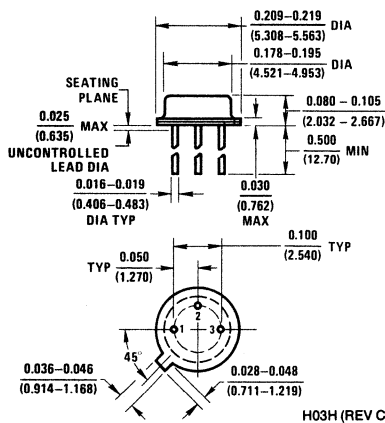 0.209–0.219 DIA
(5.308–5.563)
0.178–0.195 DIA
(4.521–4.953)
SEATING
PLANE
0.025 MAX
(0.635)
UNCONTROLLED
LEAD DIA
0.016–0.019
(0.406–0.483)
DIA TYP
0.080 – 0.105
(2.032 – 2.667)
0.500 MIN
(12.70)
0.030
(0.762)
MAX
0.100 TYP
(2.540)
TYP 0.050
(1.270)
2
1
3
45°
0.036–0.046
(0.914–1.168)
0.028–0.048
(0.711–1.219)
H03H (REV C